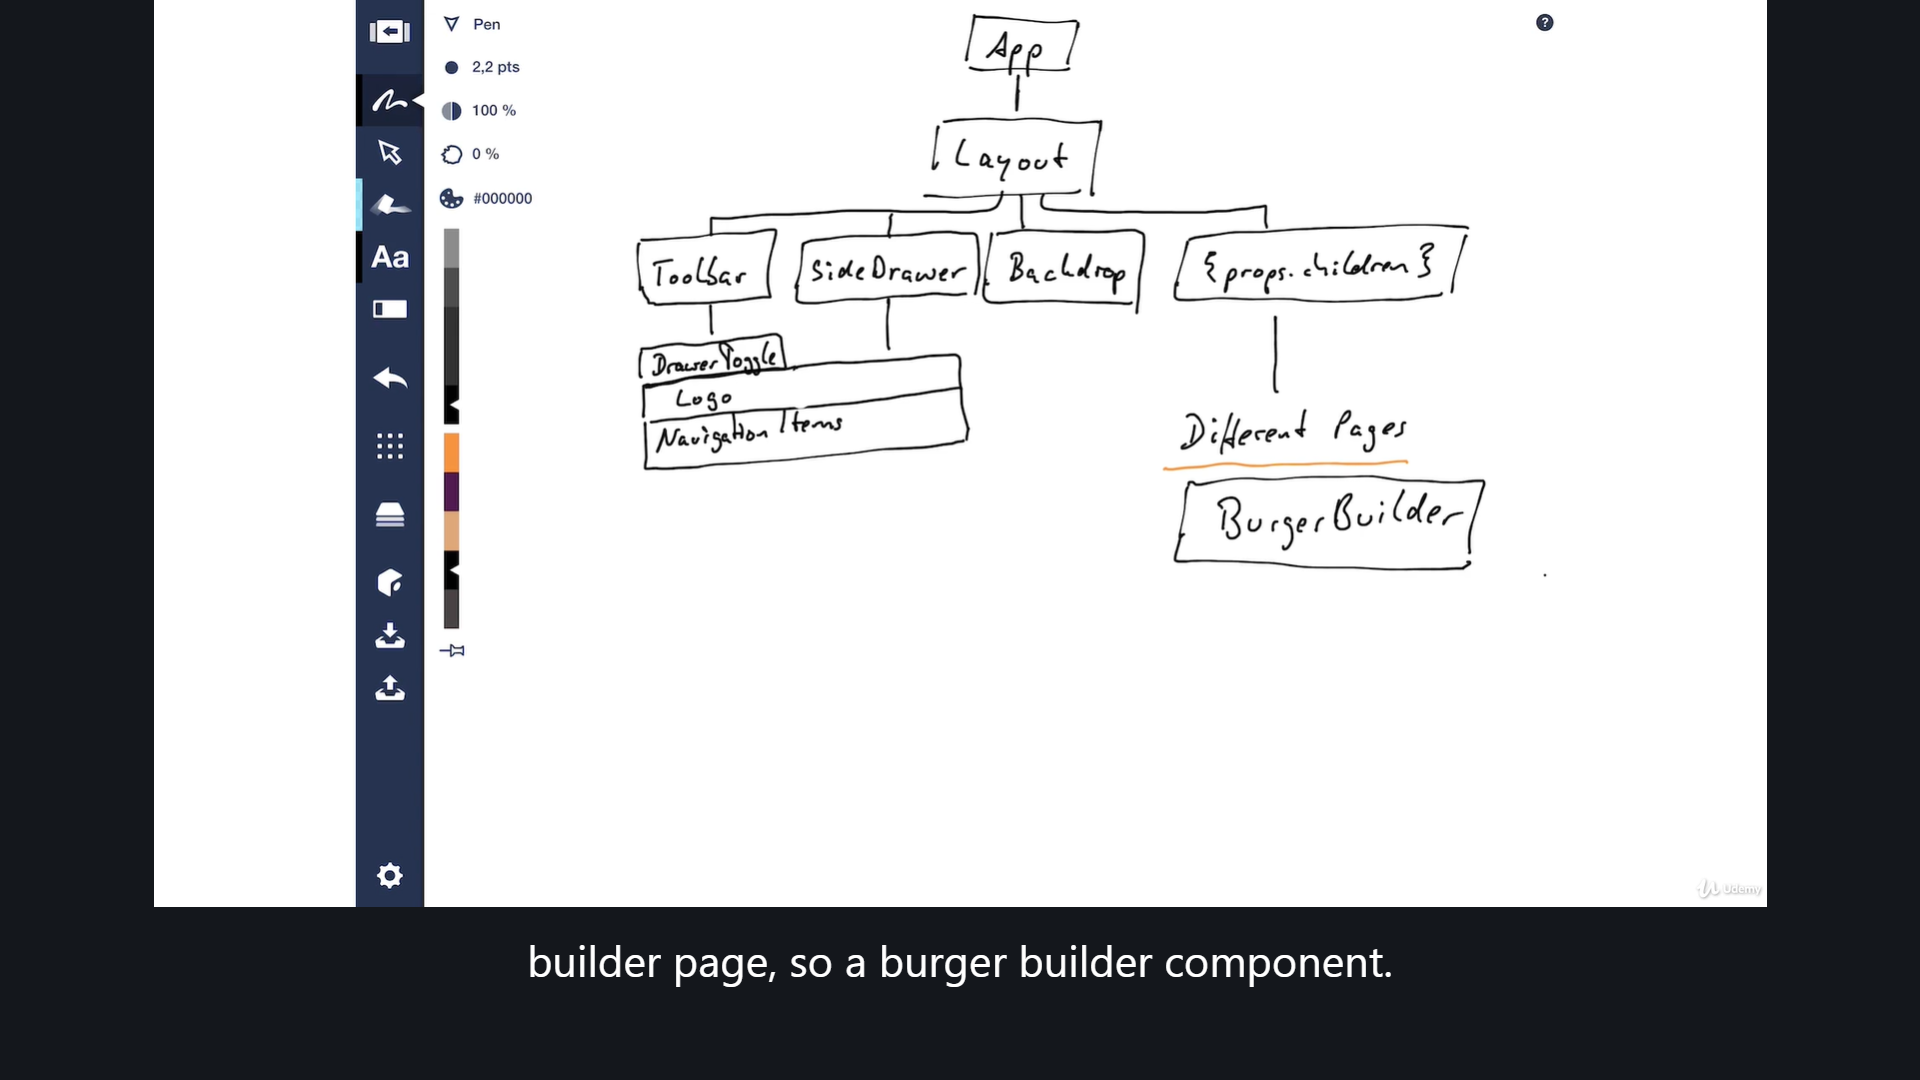 Pen
2,2 pts
100 %
0 %
#000000
Aa
?
App
Layout
Toolbar
SideDrawer
Backdrop
{props.children}
DrawerToggle
Logo
Navigation Items
Different Pages
BurgerBuilder
Udemy
builder page, so a burger builder component.